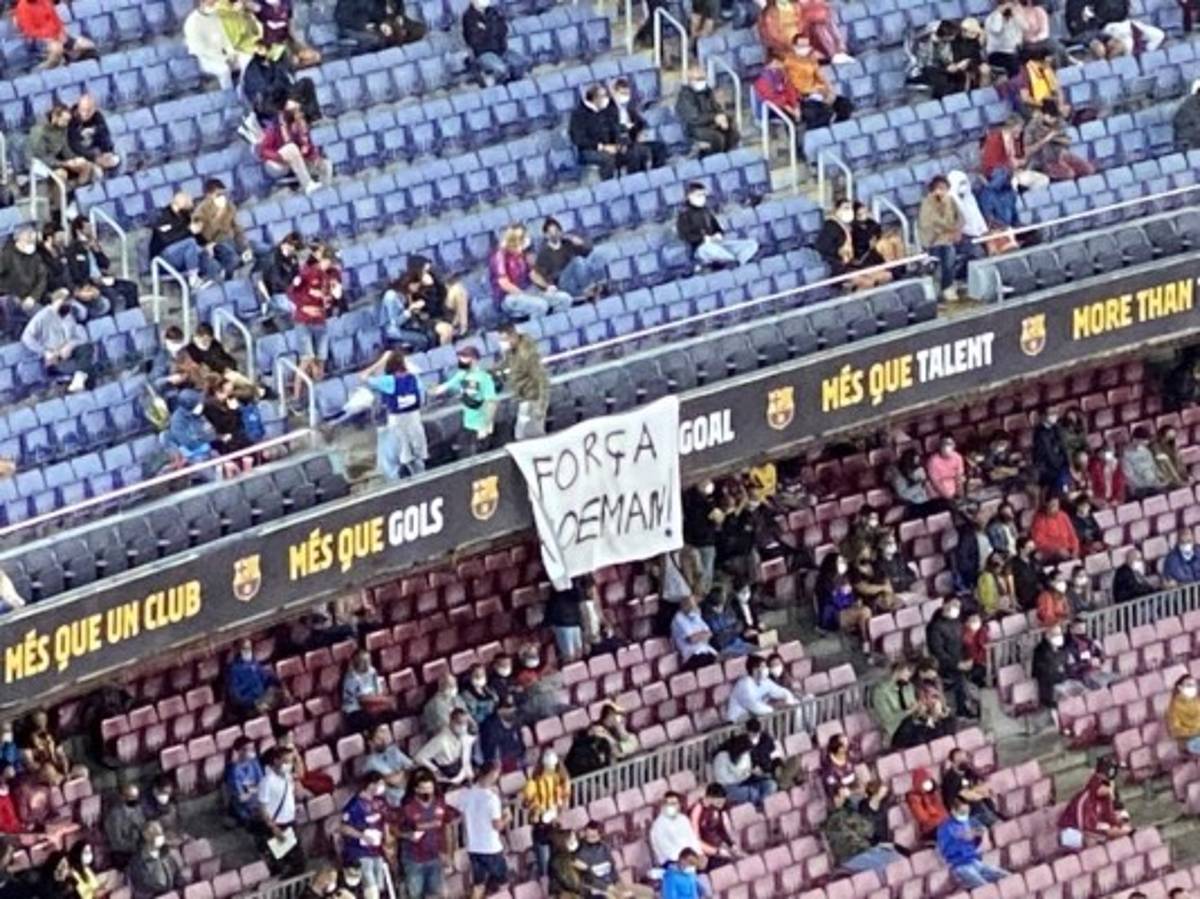 FORÇA
KOEMAN!
MÉS QUE UN CLUB
MÉS QUE GOLS
GOAL
MÉS QUE TALENT
MORE THAN